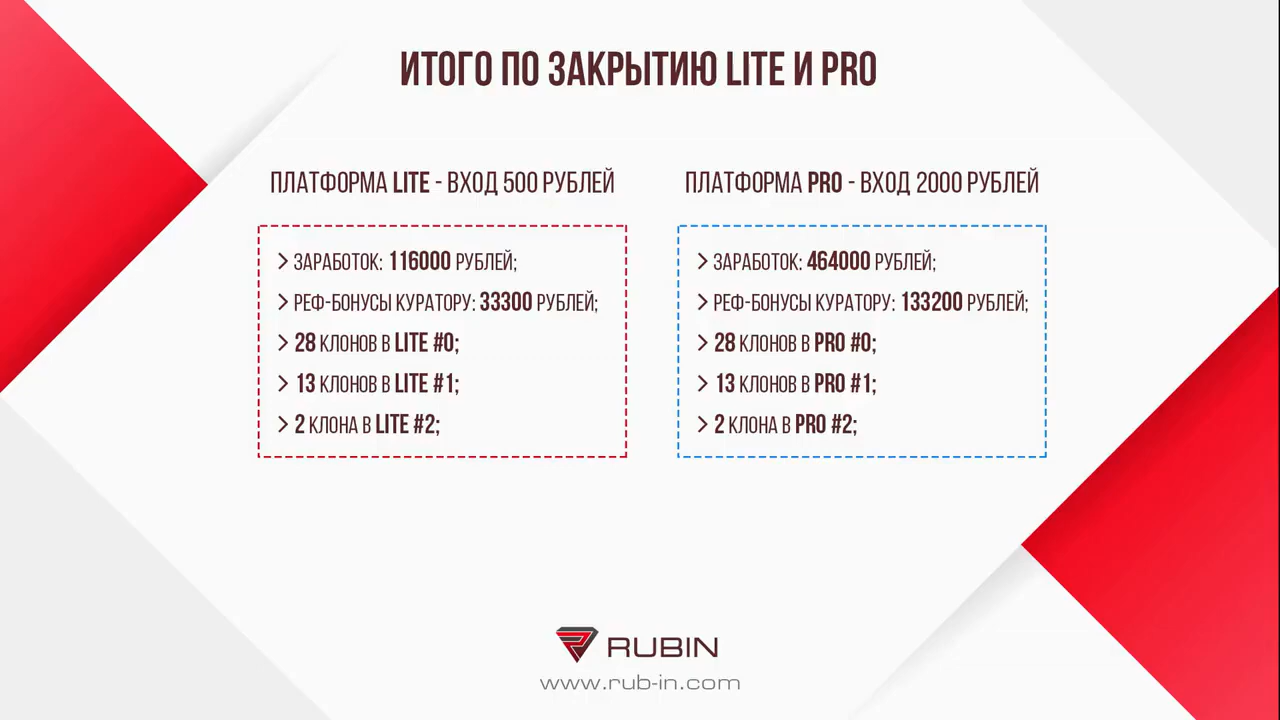 ИТОГО ПО ЗАКРЫТИЮ LITE И PRO
ПЛАТФОРМА LITE - ВХОД 500 РУБЛЕЙ
> ЗАРАБОТОК: 116000 РУБЛЕЙ;
> РЕФ-БОНУСЫ КУРАТОРУ: 33300 РУБЛЕЙ;
> 28 КЛОНОВ В LITE #0;
> 13 КЛОНОВ В LITE #1;
> 2 КЛОНА В LITE #2;
ПЛАТФОРМА PRO - ВХОД 2000 РУБЛЕЙ
> ЗАРАБОТОК: 464000 РУБЛЕЙ;
> РЕФ-БОНУСЫ КУРАТОРУ: 133200 РУБЛЕЙ;
> 28 КЛОНОВ В PRO #0;
> 13 КЛОНОВ В PRO #1;
> 2 КЛОНА В PRO #2;
RUBIN
www.rub-in.com